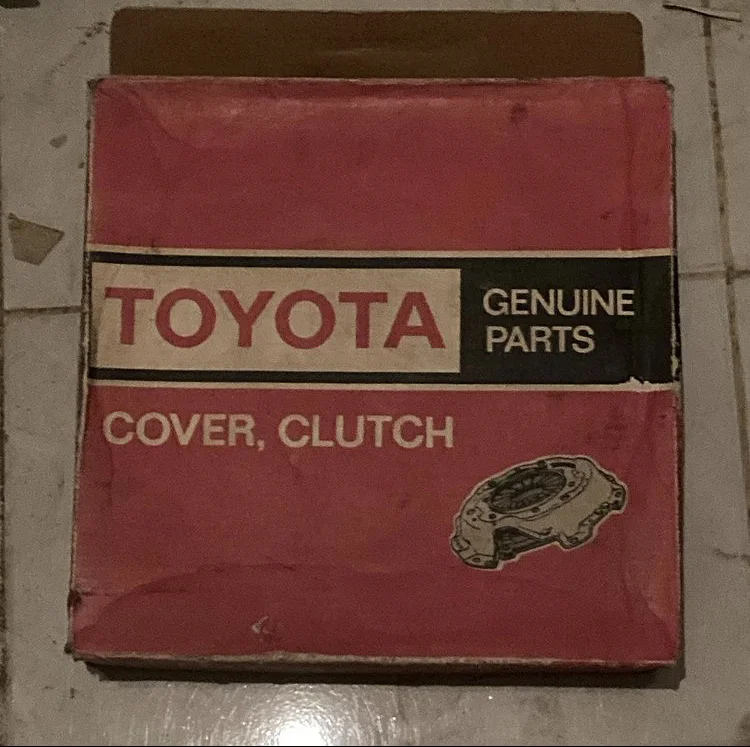 TOYOTA
GENUINE
PARTS
COVER, CLUTCH